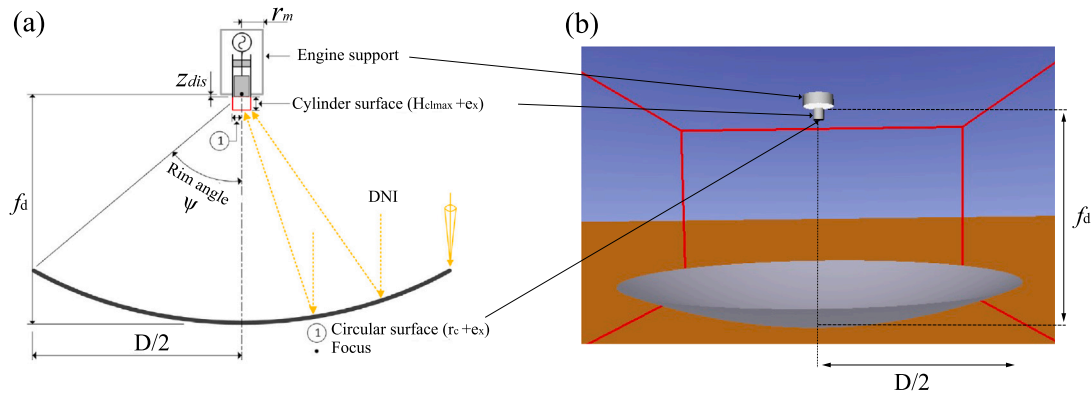 (a)
r_m
Engine support
z_dis
Cylinder surface (H_clmax +e_x)
1
Rim angle
ψ
f_d
DNI
1 Circular surface (r_c +e_x)
Focus
D/2
(b)
f_d
D/2